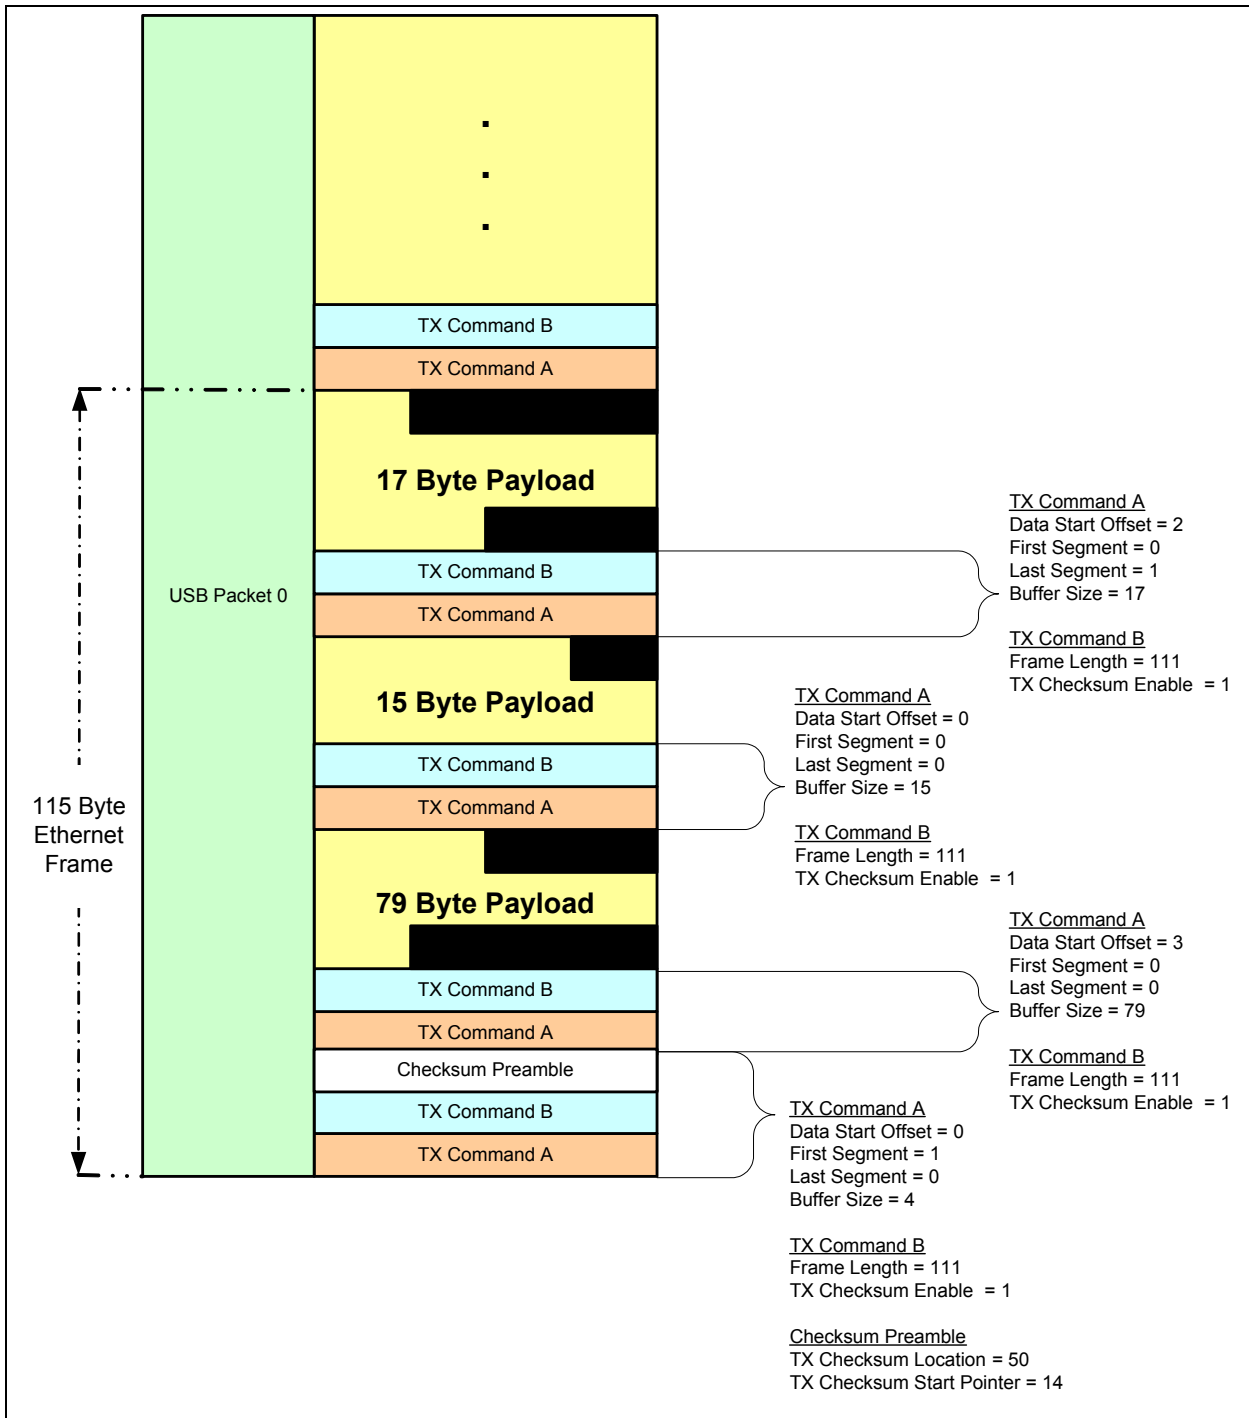 TX Command B
TX Command A
17 Byte Payload
TX Command B
USB Packet 0
TX Command A
15 Byte Payload
TX Command B
TX Command A
115 Byte
Ethernet
Frame
79 Byte Payload
TX Command B
TX Command A
Checksum Preamble
TX Command B
TX Command A
TX Command A
Data Start Offset = 2
First Segment = 0
Last Segment = 1
Buffer Size = 17
TX Command B
Frame Length = 111
TX Checksum Enable = 1
TX Command A
Data Start Offset = 0
First Segment = 0
Last Segment = 0
Buffer Size = 15
TX Command B
Frame Length = 111
TX Checksum Enable = 1
TX Command A
Data Start Offset = 3
First Segment = 0
Last Segment = 0
Buffer Size = 79
TX Command B
Frame Length = 111
TX Checksum Enable = 1
TX Command A
Data Start Offset = 0
First Segment = 1
Last Segment = 0
Buffer Size = 4
TX Command B
Frame Length = 111
TX Checksum Enable = 1
Checksum Preamble
TX Checksum Location = 50
TX Checksum Start Pointer = 14